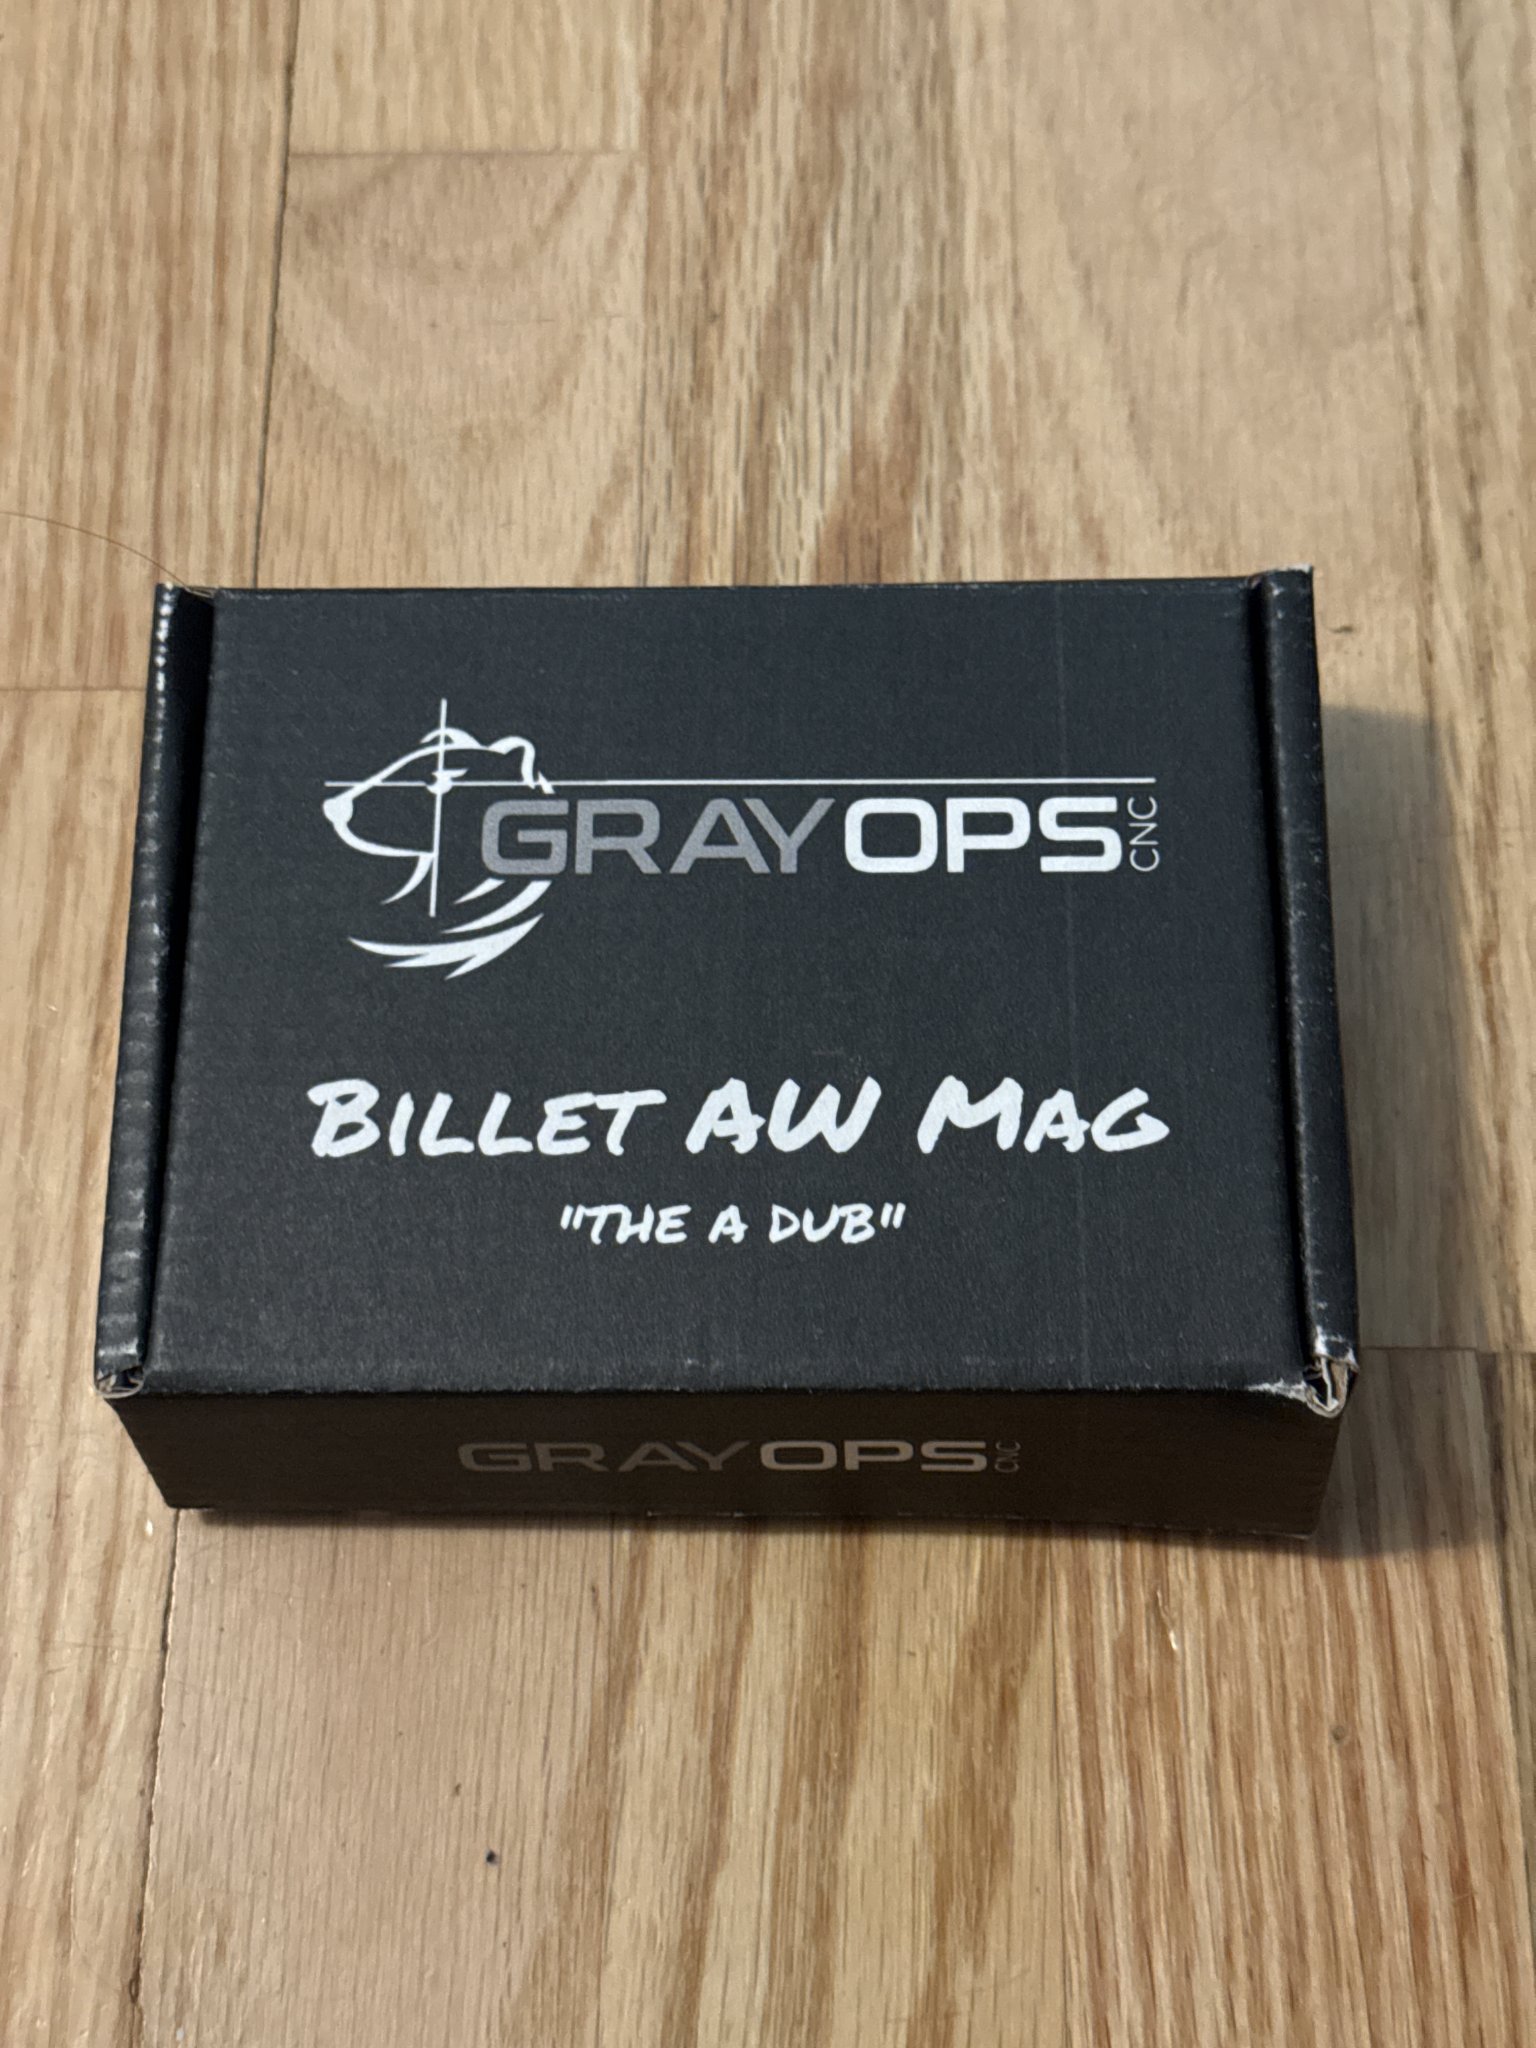 GRAYOPS CNC
BILLET AW MAG
"THE A DUB"
GRAYOPS CNC